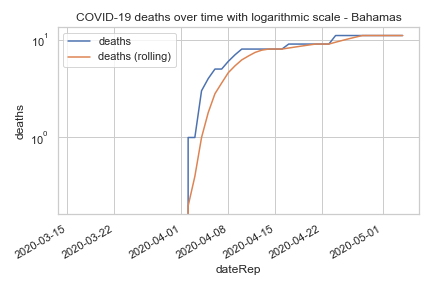 COVID-19 deaths over time with logarithmic scale - Bahamas
deaths
deaths (rolling)
10¹
10⁰
deaths
2020-03-15
2020-03-22
2020-04-01
2020-04-08
2020-04-15
2020-04-22
2020-05-01
dateRep